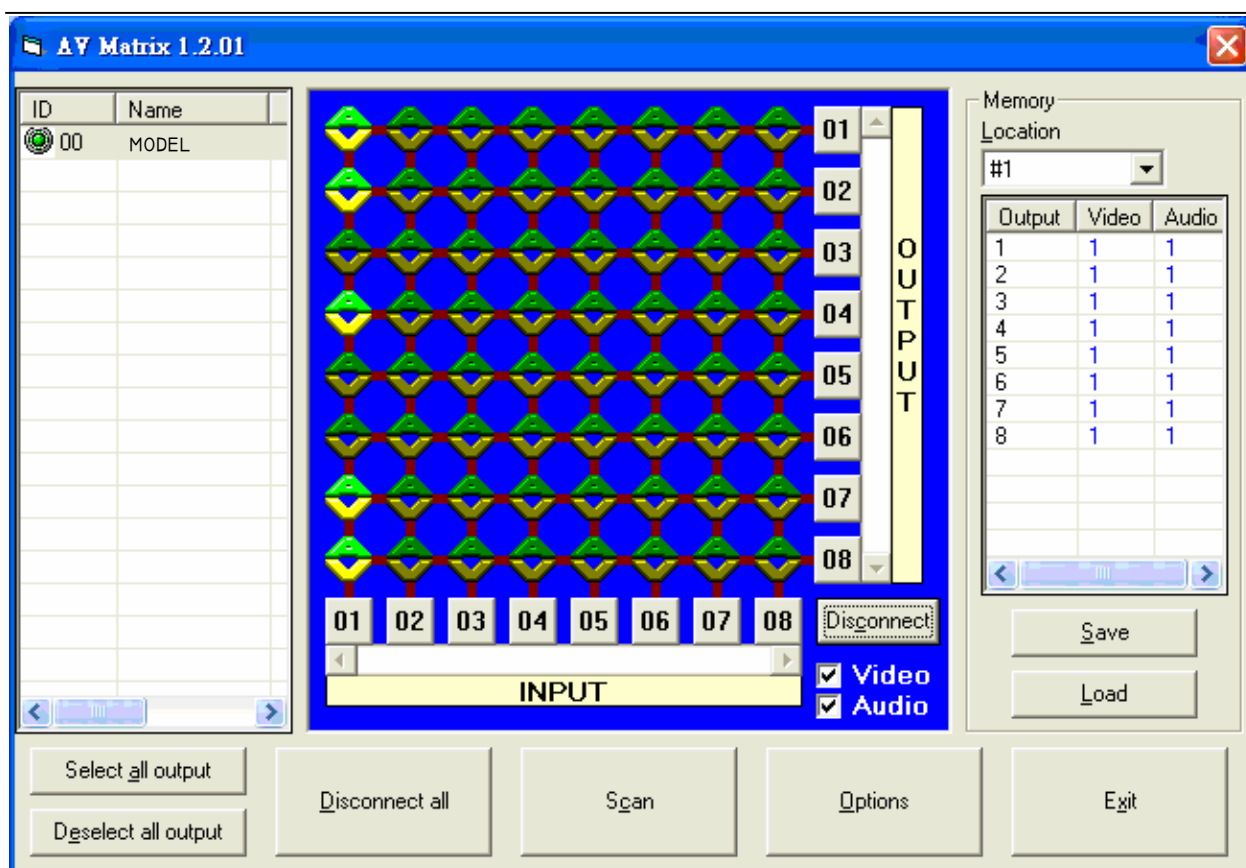 AV Matrix 1.2.01
ID Name
00 MODEL
01
02
03
04
05
06
07
08
OUTPUT
01 02 03 04 05 06 07 08
Disconnect
INPUT
Video
Audio
Memory
Location
#1
Output Video Audio
1 1 1
2 1 1
3 1 1
4 1 1
5 1 1
6 1 1
7 1 1
8 1 1
Save
Load
Select all output
Deselect all output
Disconnect all
Scan
Options
Exit